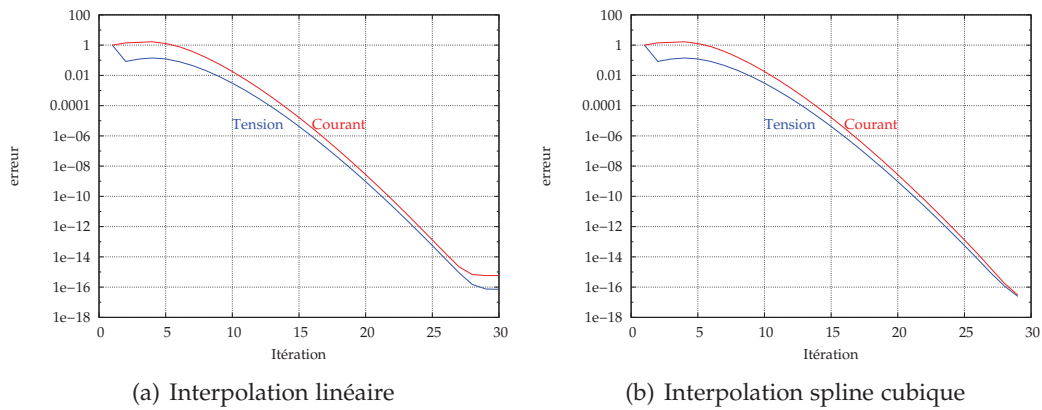 100
1
0.01
0.0001
1e−06
1e−08
1e−10
1e−12
1e−14
1e−16
1e−18
0 5 10 15 20 25 30
erreur
Itération
Tension Courant
(a) Interpolation linéaire
100
1
0.01
0.0001
1e−06
1e−08
1e−10
1e−12
1e−14
1e−16
1e−18
0 5 10 15 20 25 30
erreur
Itération
Tension Courant
(b) Interpolation spline cubique